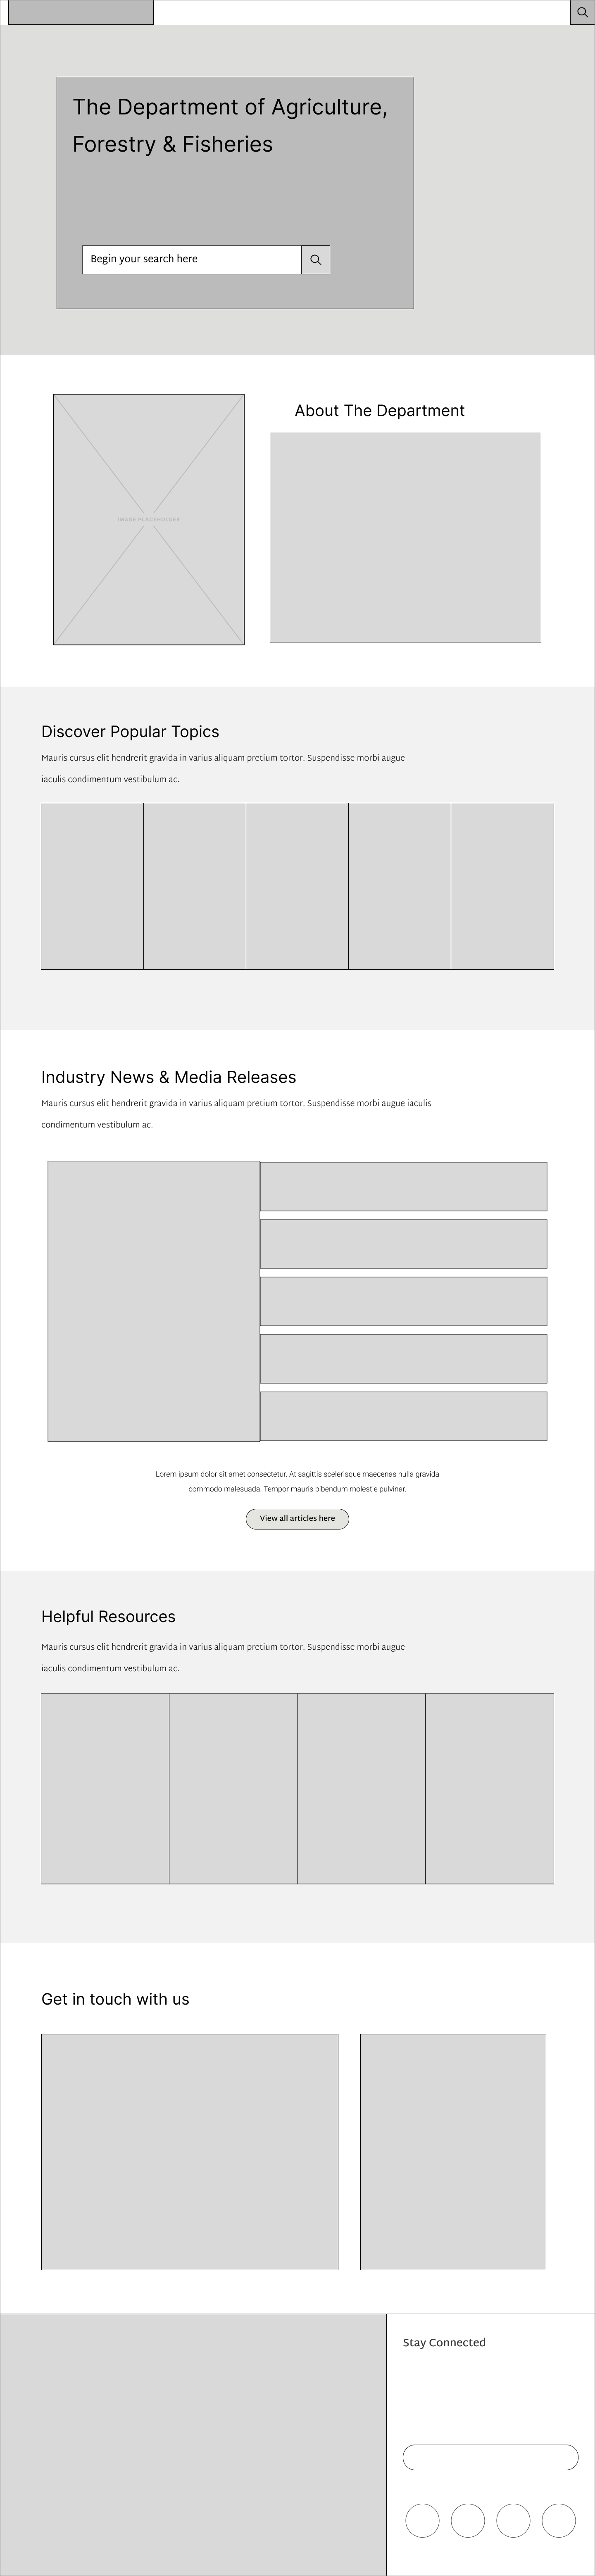 The Department of Agriculture,
Forestry & Fisheries
Begin your search here
IMAGE PLACEHOLDER
About The Department
Discover Popular Topics
Mauris cursus elit hendrerit gravida in varius aliquam pretium tortor. Suspendisse morbi augue
iaculis condimentum vestibulum ac.
Industry News & Media Releases
Mauris cursus elit hendrerit gravida in varius aliquam pretium tortor. Suspendisse morbi augue iaculis
condimentum vestibulum ac.
Lorem ipsum dolor sit amet consectetur. At sagittis scelerisque maecenas nulla gravida
commodo malesuada. Tempor mauris bibendum molestie pulvinar.
View all articles here
Helpful Resources
Mauris cursus elit hendrerit gravida in varius aliquam pretium tortor. Suspendisse morbi augue
iaculis condimentum vestibulum ac.
Get in touch with us
Stay Connected